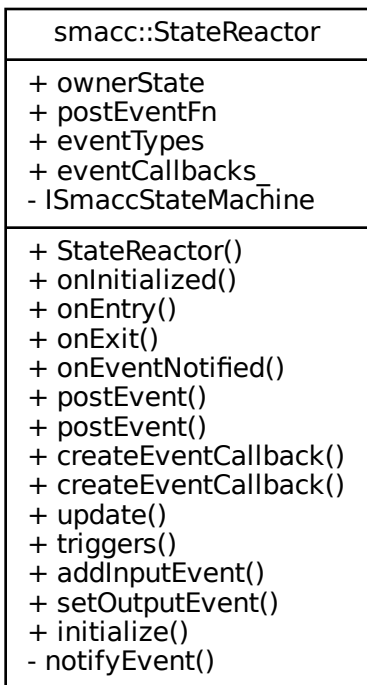 smacc::StateReactor
+ ownerState
+ postEventFn
+ eventTypes
+ eventCallbacks_
- ISmaccStateMachine
+ StateReactor()
+ onInitialized()
+ onEntry()
+ onExit()
+ onEventNotified()
+ postEvent()
+ postEvent()
+ createEventCallback()
+ createEventCallback()
+ update()
+ triggers()
+ addInputEvent()
+ setOutputEvent()
+ initialize()
- notifyEvent()